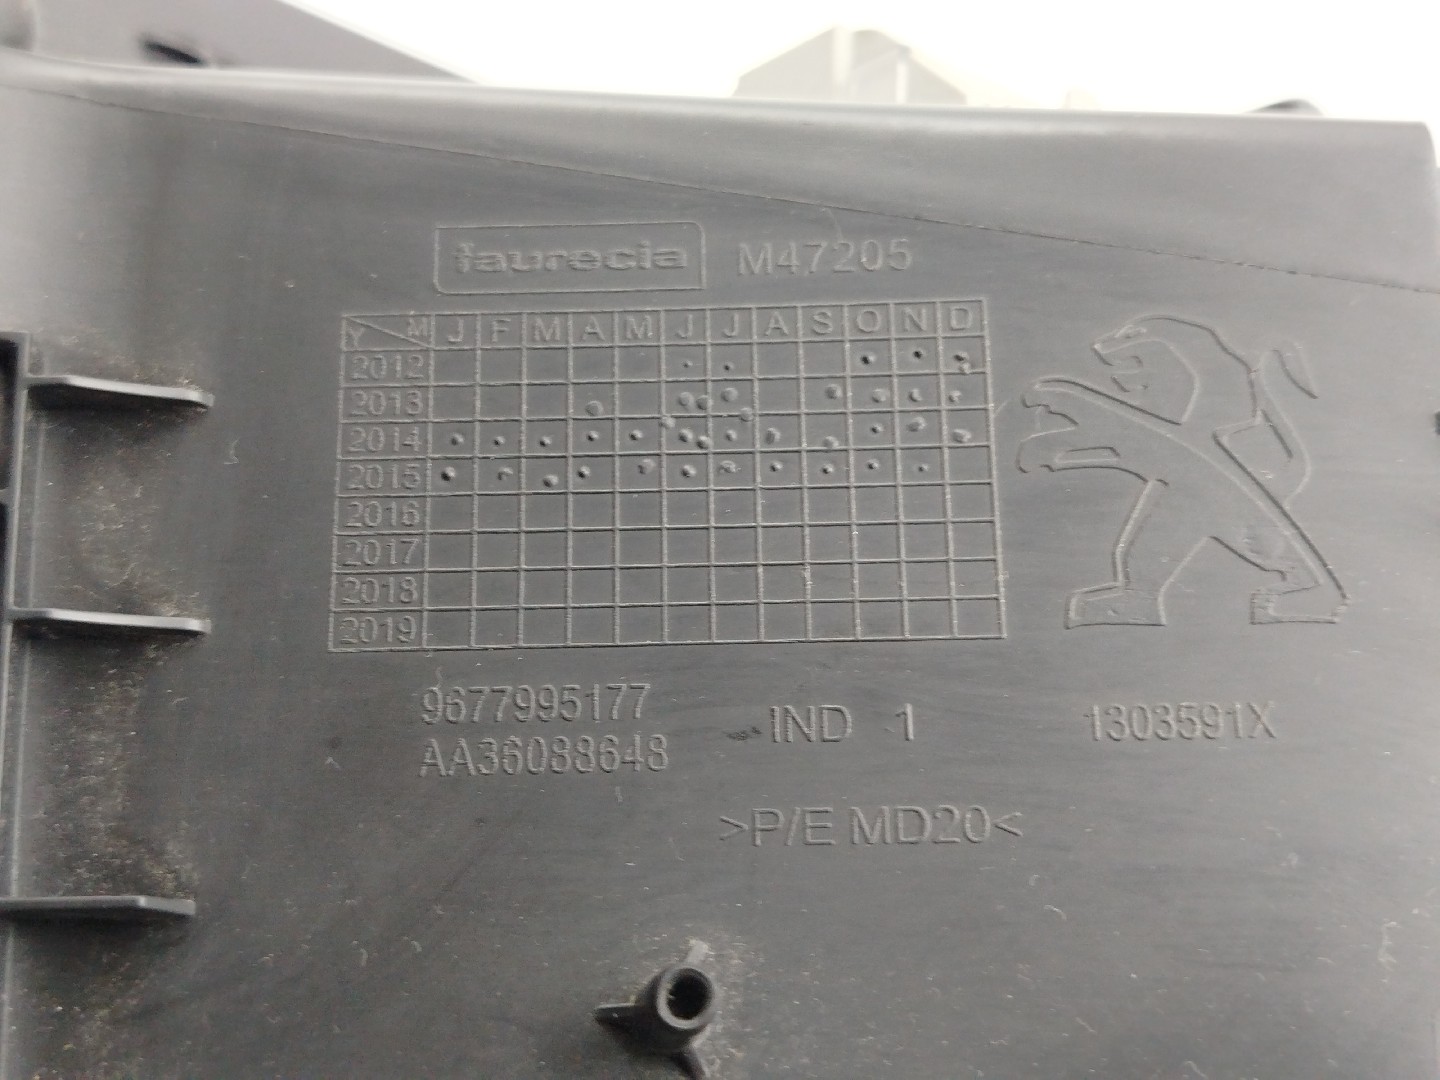 faurecia M47205
Y M J F M A M J J A S O N D
2012
2013
2014
2015
2016
2017
2018
2019
9677995177
AA36088648
IND 1
1303591X
>P/E MD20<